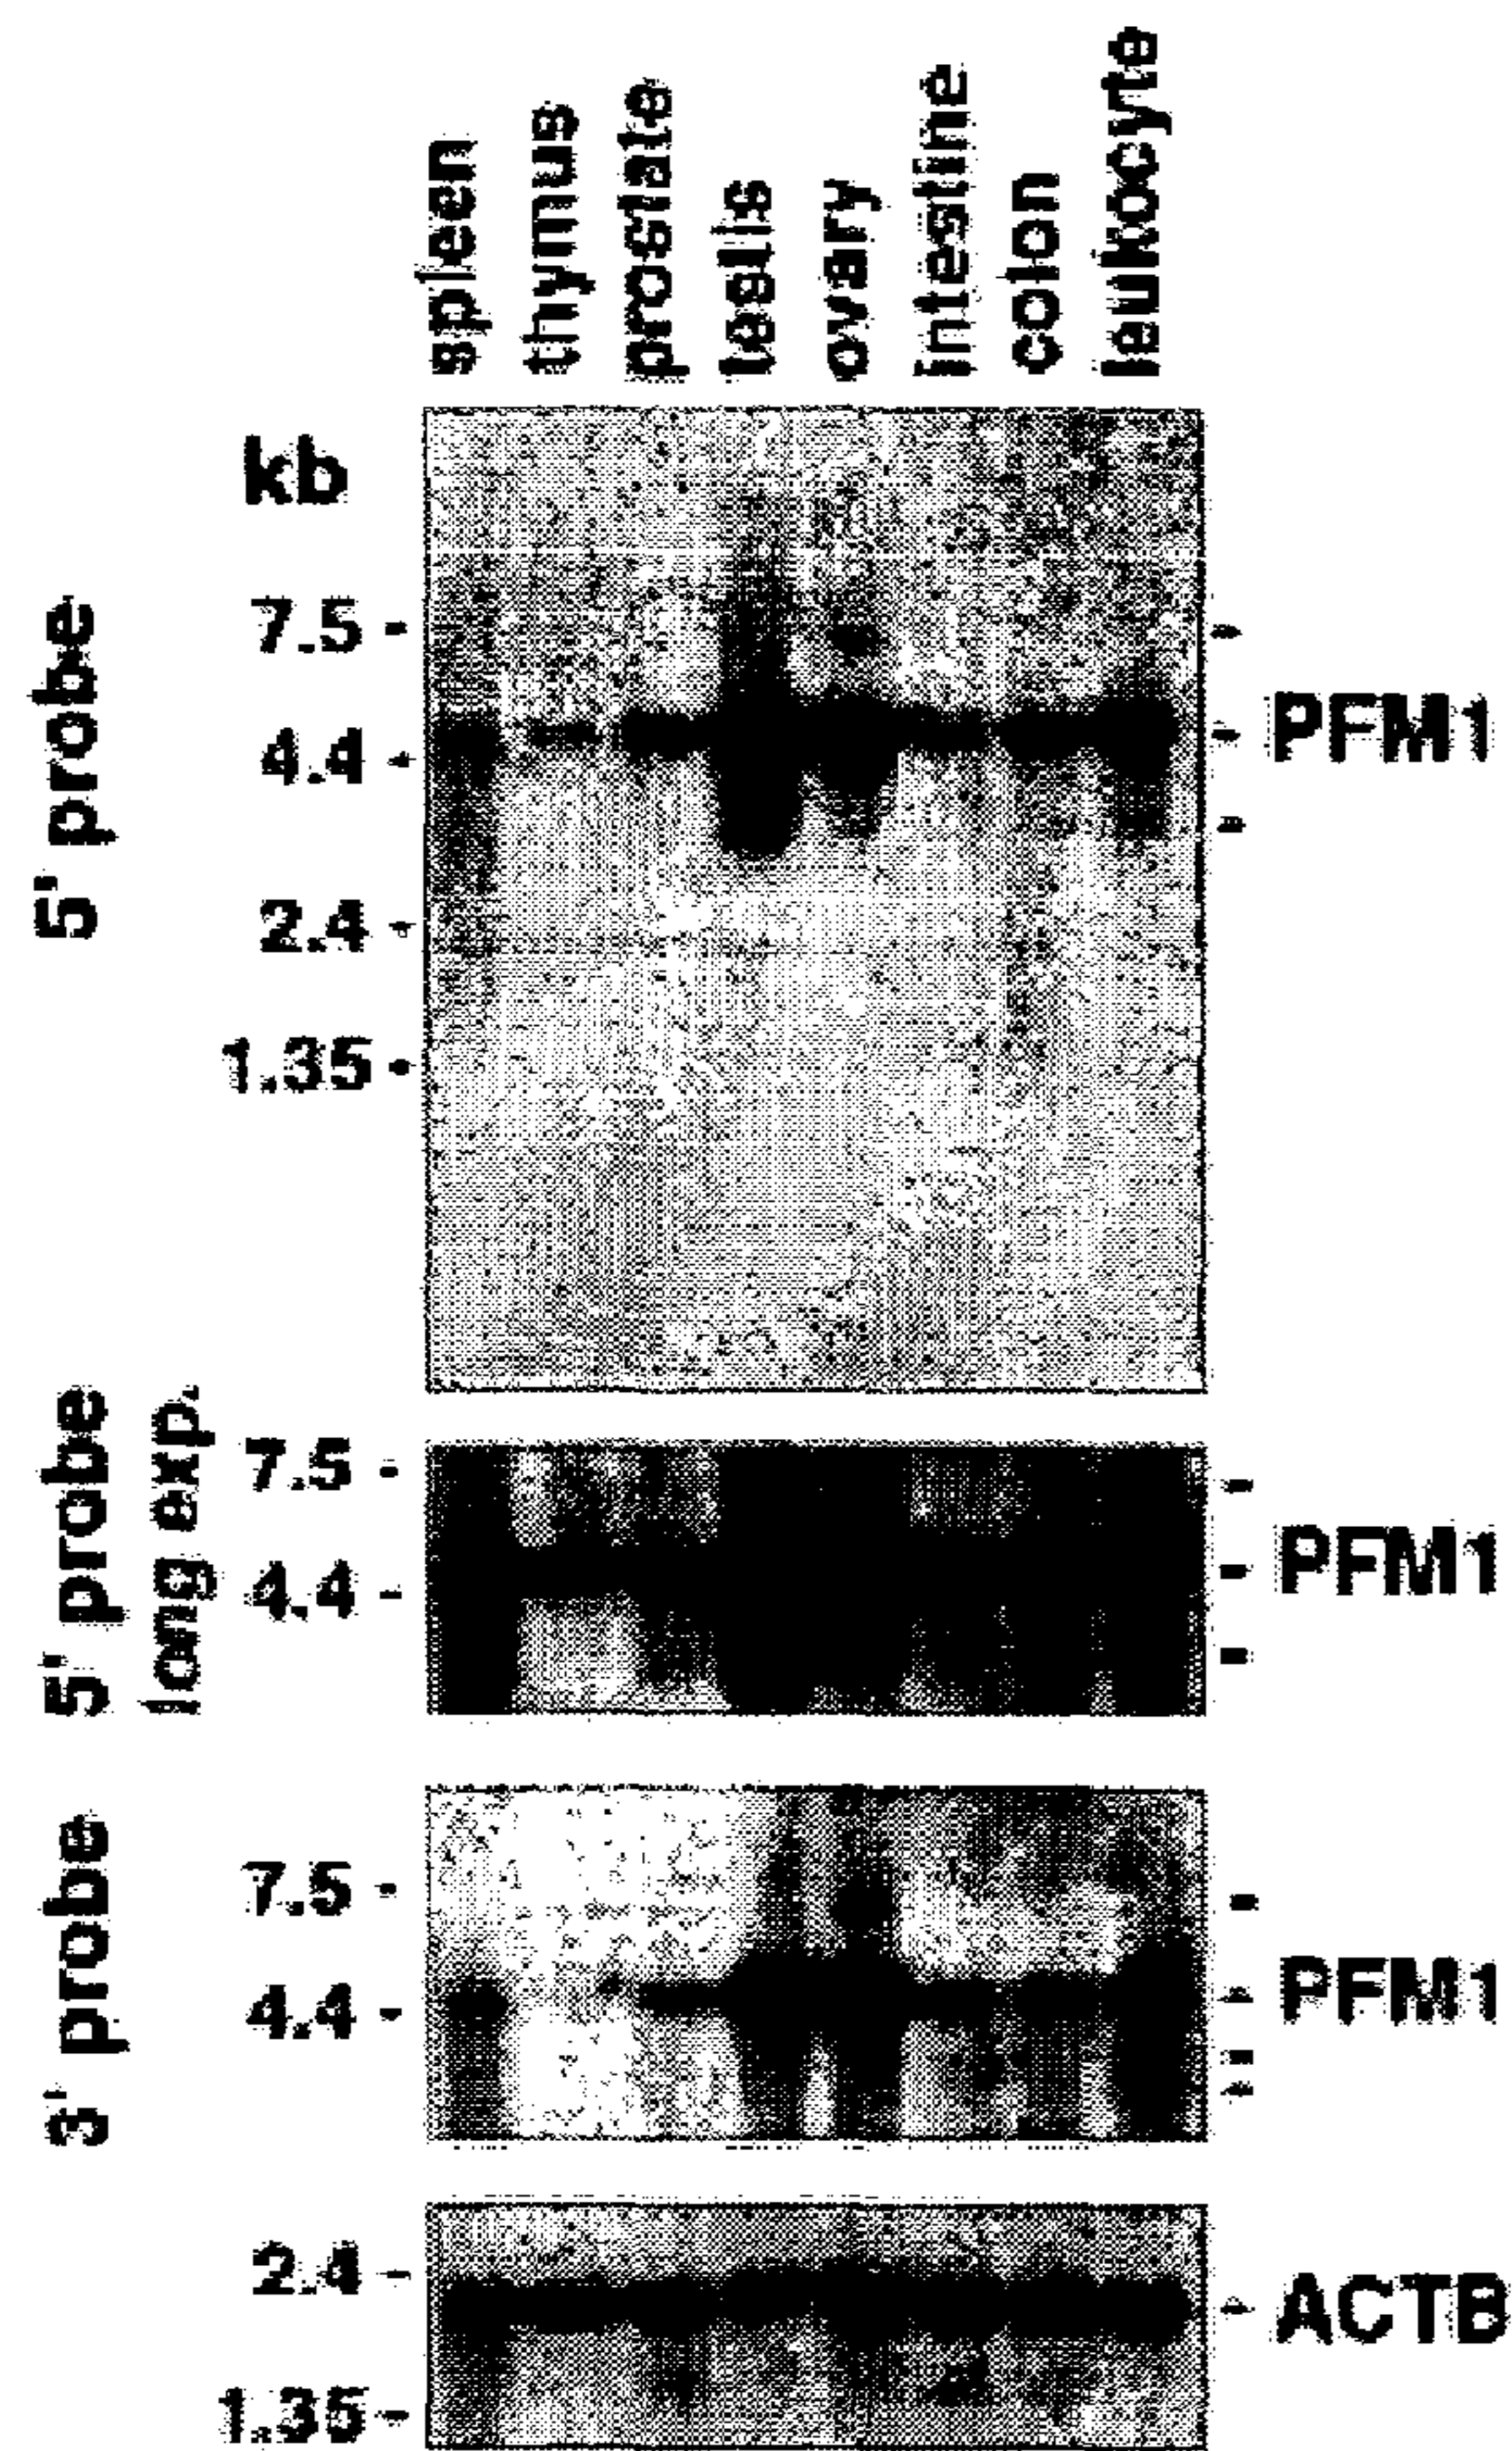 spleen
thymus
prostate
testis
ovary
intestine
colon
leukocyte
kb
5' probe
7.5
4.4
2.4
1.35
PFM1
5' probe
long exp.
7.5
4.4
PFM1
3' probe
7.5
4.4
PFM1
2.4
1.35
ACTB